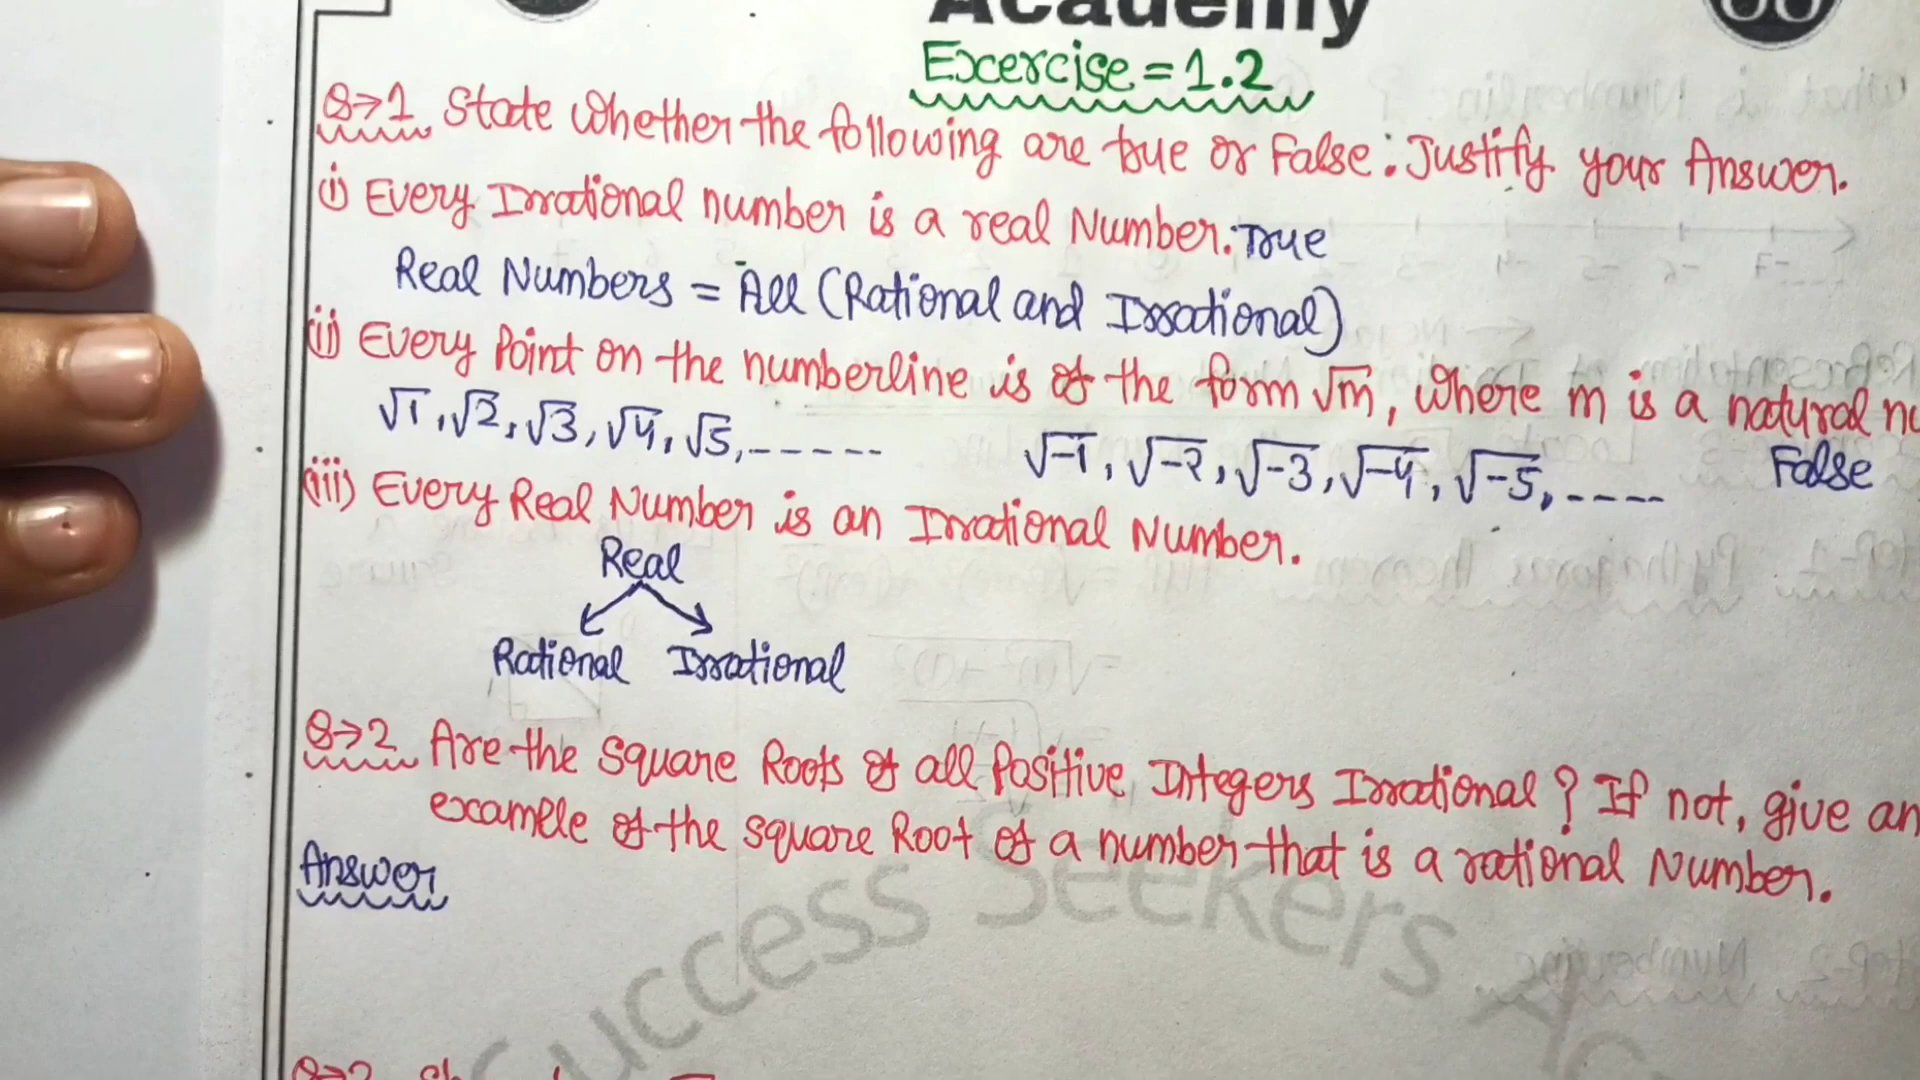 Academy
Excercise = 1.2
Q→1 State whether the following are true or False: Justify your Answer.
(i) Every Irrational number is a real Number. True
Real Numbers = All (Rational and Irrational)
(ii) Every Point on the numberline is of the form √m, where m is a natural
False
√1, √2, √3, √4, √5, ------ √-1, √-2, √-3, √-4, √-5, ----
(iii) Every Real Number is an Irrational Number.
Real
Rational Irrational
Q→2 Are the square Roots of all Positive Integers Irrational? If not, give an
example of the square Root of a number that is a rational Number.
Answer
Success Seekers